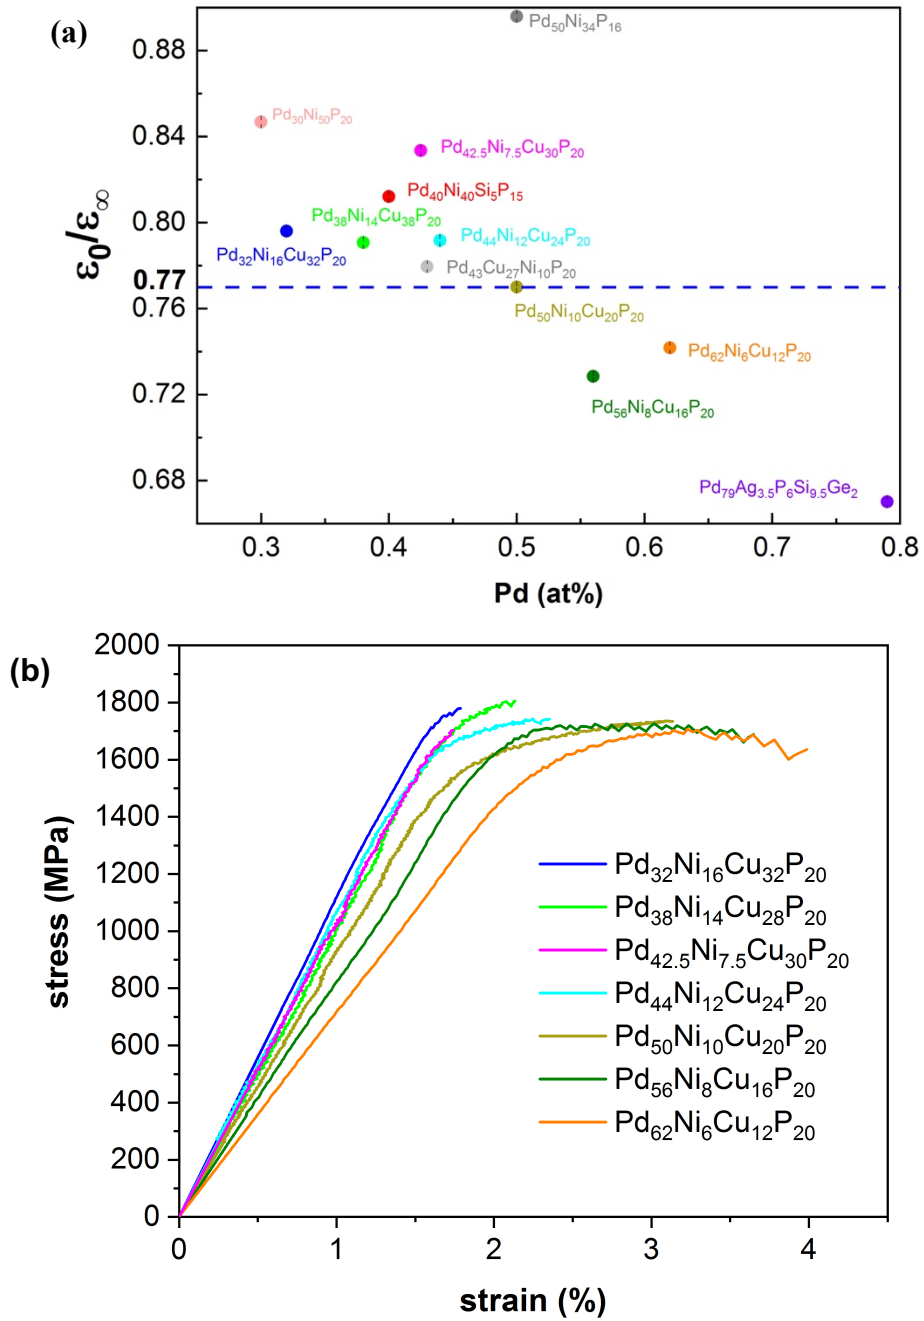 (a)
ε₀/ε∞
0.88
0.84
0.80
0.77
0.76
0.72
0.68
Pd₅₀Ni₃₄P₁₆
Pd₃₀Ni₅₀P₂₀
Pd₄₂.₅Ni₇.₅Cu₃₀P₂₀
Pd₄₀Ni₄₀Si₅P₁₅
Pd₃₈Ni₁₄Cu₃₈P₂₀
Pd₄₄Ni₁₂Cu₂₄P₂₀
Pd₃₂Ni₁₆Cu₃₂P₂₀
Pd₄₃Cu₂₇Ni₁₀P₂₀
Pd₅₀Ni₁₀Cu₂₀P₂₀
Pd₆₂Ni₆Cu₁₂P₂₀
Pd₅₆Ni₈Cu₁₆P₂₀
Pd₇₉Ag₃.₅P₆Si₉.₅Ge₂
0.3 0.4 0.5 0.6 0.7 0.8
Pd (at%)
(b)
stress (MPa)
2000
1800
1600
1400
1200
1000
800
600
400
200
0
Pd₃₂Ni₁₆Cu₃₂P₂₀
Pd₃₈Ni₁₄Cu₂₈P₂₀
Pd₄₂.₅Ni₇.₅Cu₃₀P₂₀
Pd₄₄Ni₁₂Cu₂₄P₂₀
Pd₅₀Ni₁₀Cu₂₀P₂₀
Pd₅₆Ni₈Cu₁₆P₂₀
Pd₆₂Ni₆Cu₁₂P₂₀
0 1 2 3 4
strain (%)